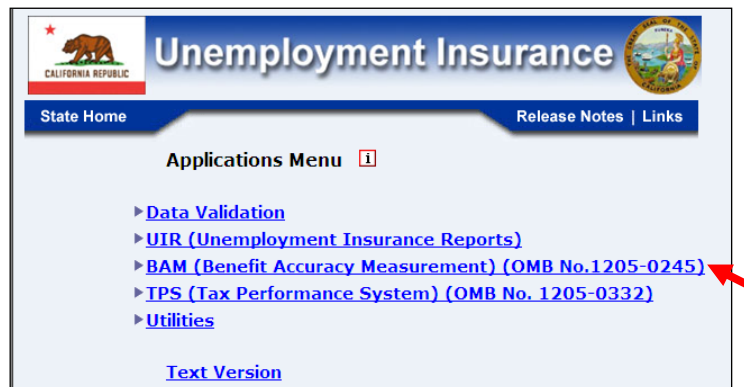 CALIFORNIA REPUBLIC
Unemployment Insurance
State Home
Release Notes | Links
Applications Menu i
Data Validation
UIR (Unemployment Insurance Reports)
BAM (Benefit Accuracy Measurement) (OMB No.1205-0245)
TPS (Tax Performance System) (OMB No. 1205-0332)
Utilities
Text Version